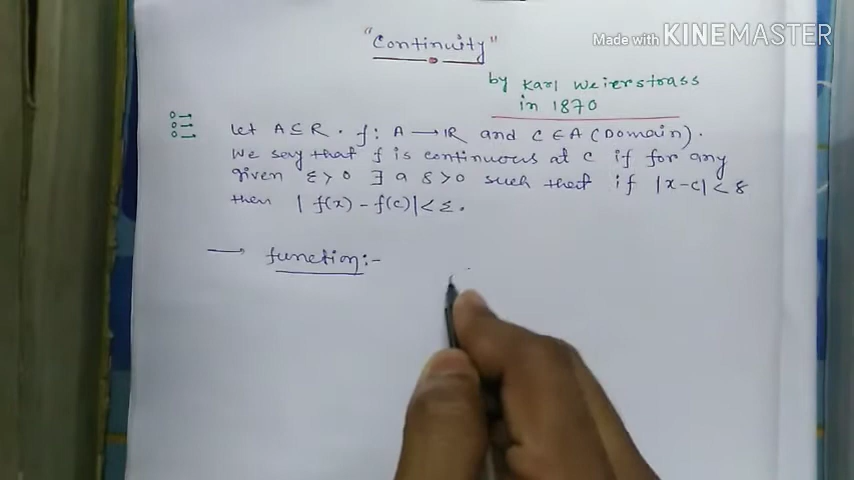 Made with KINEMASTER
"Continuity"
by Karl Weierstrass
in 1870
Let A ⊆ R. f: A → IR and C ∈ A (Domain).
We say that f is continuous at c if for any
given ε > 0 ∃ a δ > 0 such that if |x-c| < δ
then | f(x) - f(c)| < ε.
→ function:-